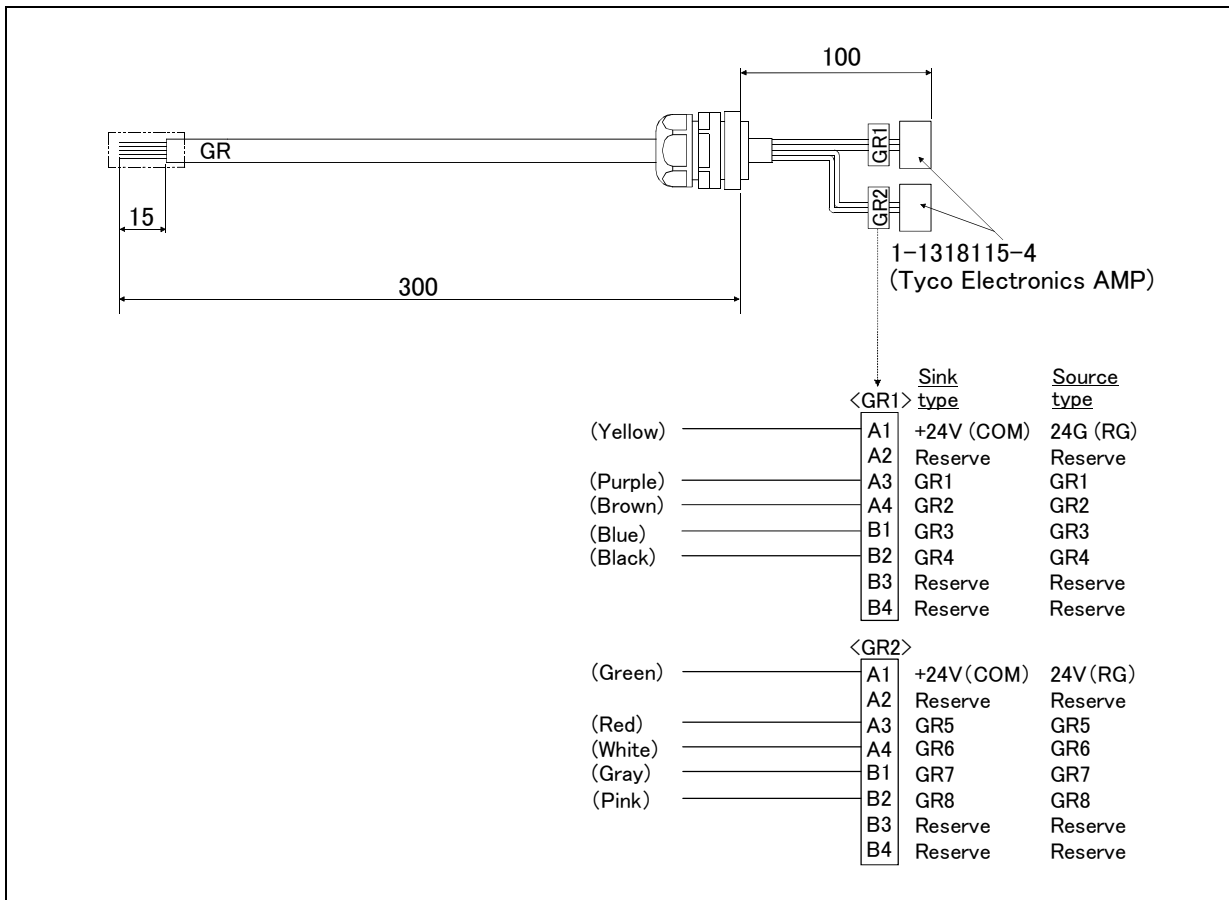 100
GR
GR1
GR2
15
1-1318115-4
(Tyco Electronics AMP)
300
Sink type
Source type
<GR1>
(Yellow) A1 +24V (COM) 24G (RG)
A2 Reserve Reserve
(Purple) A3 GR1 GR1
(Brown) A4 GR2 GR2
(Blue) B1 GR3 GR3
(Black) B2 GR4 GR4
B3 Reserve Reserve
B4 Reserve Reserve
<GR2>
(Green) A1 +24V(COM) 24V(RG)
A2 Reserve Reserve
(Red) A3 GR5 GR5
(White) A4 GR6 GR6
(Gray) B1 GR7 GR7
(Pink) B2 GR8 GR8
B3 Reserve Reserve
B4 Reserve Reserve